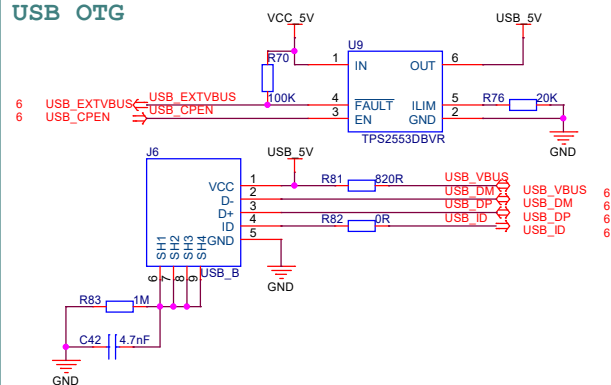 USB OTG
VCC_5V USB_5V
R70 U9
1 IN OUT 6
6 USB_EXTVBUS USB_EXTVBUS 100K 4 FAULT ILIM 5 R76 20K
6 USB_CPEN USB_CPEN 3 EN GND 2
TPS2553DBVR
GND
J6 USB_5V
VCC 1 R81 820R USB_VBUS USB_VBUS 6
D- 2 USB_DM USB_DM 6
D+ 3 USB_DP USB_DP 6
ID 4 R82 0R USB_ID USB_ID 6
GND 5
SH1 SH2 SH3 SH4
USB_B
6 7 8 9
GND
R83 1M
C42 4.7nF
GND